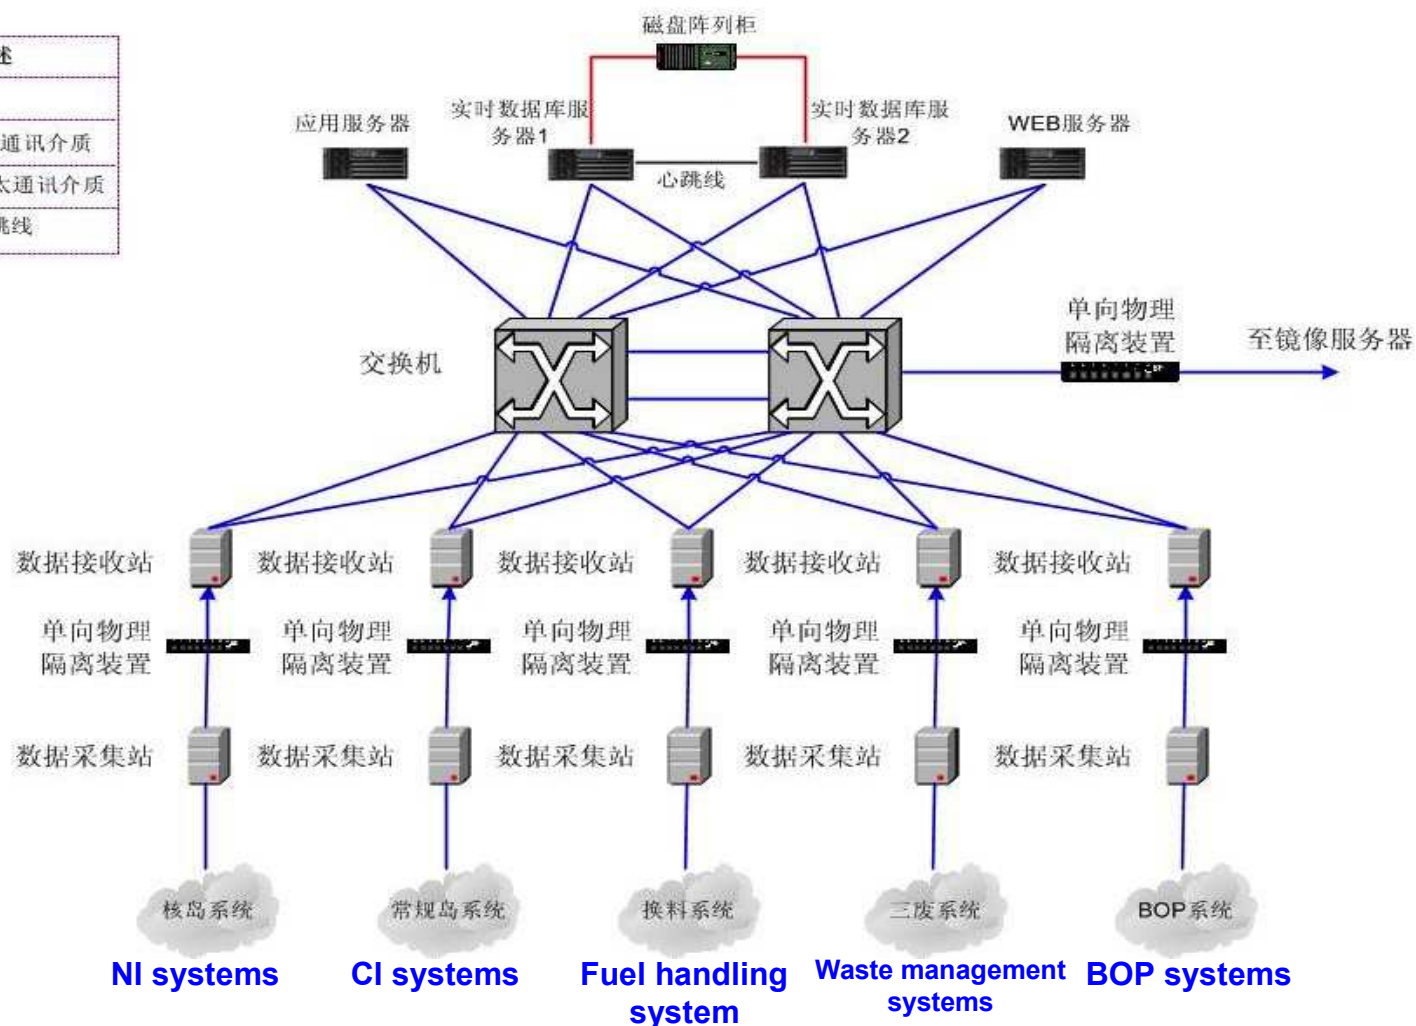 磁盘阵列柜
述
通讯介质
太通讯介质
跳线
应用服务器
实时数据库服
务器1
实时数据库服
务器2
WEB服务器
心跳线
交换机
单向物理
隔离装置
至镜像服务器
数据接收站
数据接收站
数据接收站
数据接收站
数据接收站
单向物理
隔离装置
单向物理
隔离装置
单向物理
隔离装置
单向物理
隔离装置
单向物理
隔离装置
数据采集站
数据采集站
数据采集站
数据采集站
数据采集站
核岛系统
常规岛系统
换料系统
三废系统
BOP系统
NI systems
CI systems
Fuel handling
system
Waste management
systems
BOP systems